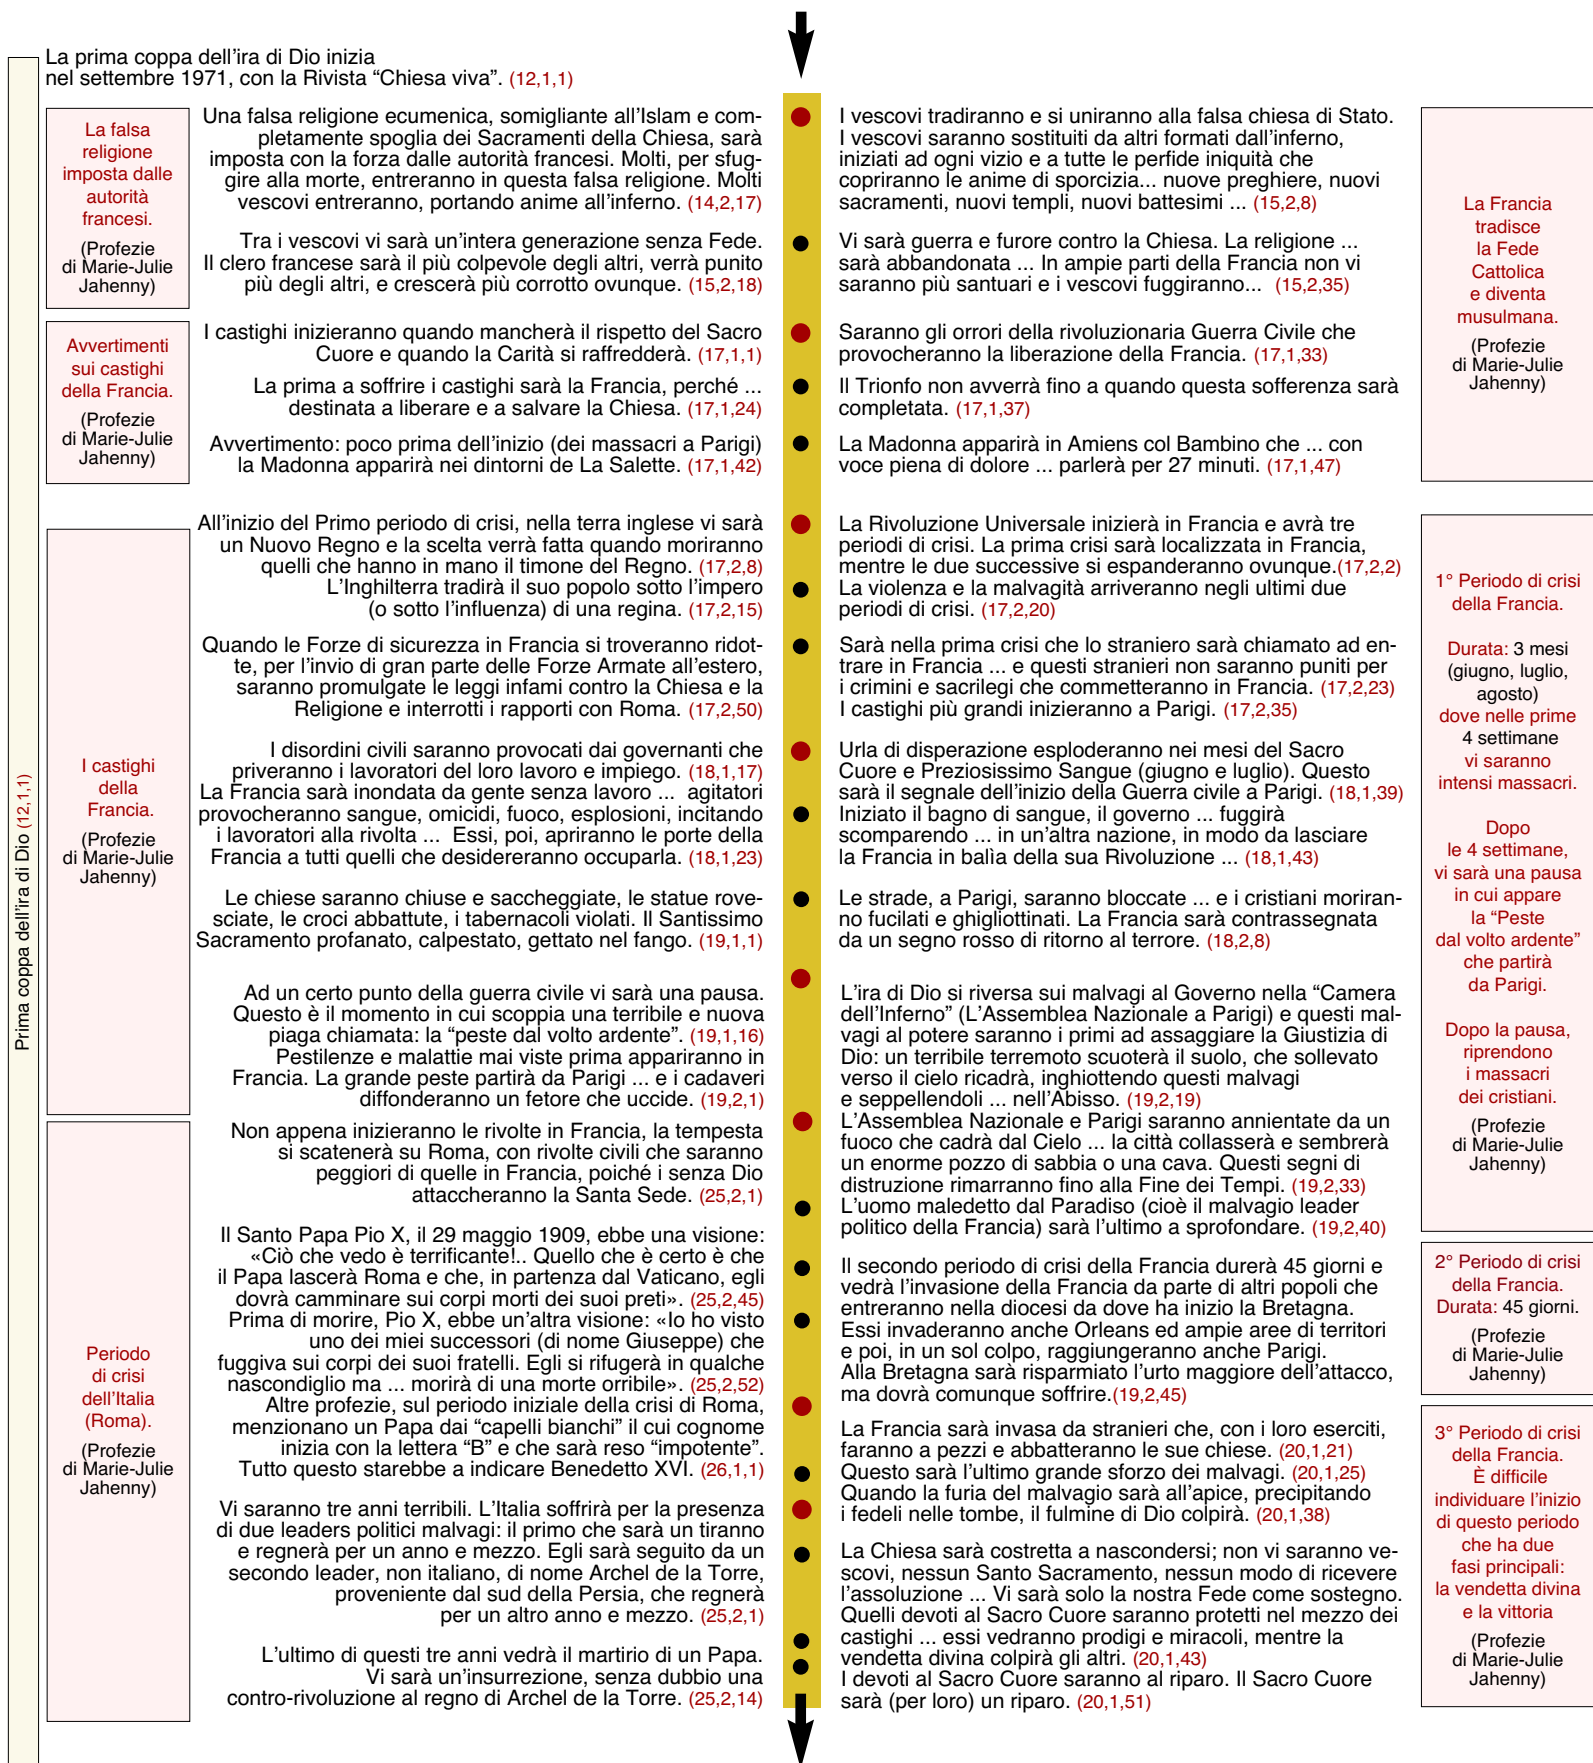 La prima coppa dell'ira di Dio inizia
nel settembre 1971, con la Rivista “Chiesa viva”. (12,1,1)
Prima coppa dell'ira di Dio (12,1,1)
La falsa
religione
imposta dalle
autorità
francesi.
(Profezie
di Marie-Julie
Jahenny)
Una falsa religione ecumenica, somigliante all'Islam e com-
pletamente spoglia dei Sacramenti della Chiesa, sarà
imposta con la forza dalle autorità francesi. Molti, per sfug-
gire alla morte, entreranno in questa falsa religione. Molti
vescovi entreranno, portando anime all'inferno. (14,2,17)
Tra i vescovi vi sarà un'intera generazione senza Fede.
Il clero francese sarà il più colpevole degli altri, verrà punito
più degli altri, e crescerà più corrotto ovunque. (15,2,18)
Avvertimenti
sui castighi
della Francia.
(Profezie
di Marie-Julie
Jahenny)
I castighi inizieranno quando mancherà il rispetto del Sacro
Cuore e quando la Carità si raffredderà. (17,1,1)
La prima a soffrire i castighi sarà la Francia, perché ...
destinata a liberare e a salvare la Chiesa. (17,1,24)
Avvertimento: poco prima dell'inizio (dei massacri a Parigi)
la Madonna apparirà nei dintorni de La Salette. (17,1,42)
I castighi
della
Francia.
(Profezie
di Marie-Julie
Jahenny)
All'inizio del Primo periodo di crisi, nella terra inglese vi sarà
un Nuovo Regno e la scelta verrà fatta quando moriranno
quelli che hanno in mano il timone del Regno. (17,2,8)
L'Inghilterra tradirà il suo popolo sotto l'impero
(o sotto l'influenza) di una regina. (17,2,15)
Quando le Forze di sicurezza in Francia si troveranno ridot-
te, per l'invio di gran parte delle Forze Armate all'estero,
saranno promulgate le leggi infami contro la Chiesa e la
Religione e interrotti i rapporti con Roma. (17,2,50)
I disordini civili saranno provocati dai governanti che
priveranno i lavoratori del loro lavoro e impiego. (18,1,17)
La Francia sarà inondata da gente senza lavoro ... agitatori
provocheranno sangue, omicidi, fuoco, esplosioni, incitando
i lavoratori alla rivolta ... Essi, poi, apriranno le porte della
Francia a tutti quelli che desidereranno occuparla. (18,1,23)
Le chiese saranno chiuse e saccheggiate, le statue rove-
sciate, le croci abbattute, i tabernacoli violati. Il Santissimo
Sacramento profanato, calpestato, gettato nel fango. (19,1,1)
Ad un certo punto della guerra civile vi sarà una pausa.
Questo è il momento in cui scoppia una terribile e nuova
piaga chiamata: la “peste dal volto ardente”. (19,1,16)
Pestilenze e malattie mai viste prima appariranno in
Francia. La grande peste partirà da Parigi ... e i cadaveri
diffonderanno un fetore che uccide. (19,2,1)
Periodo
di crisi
dell'Italia
(Roma).
(Profezie
di Marie-Julie
Jahenny)
Non appena inizieranno le rivolte in Francia, la tempesta
si scatenerà su Roma, con rivolte civili che saranno
peggiori di quelle in Francia, poiché i senza Dio
attaccheranno la Santa Sede. (25,2,1)
Il Santo Papa Pio X, il 29 maggio 1909, ebbe una visione:
«Ciò che vedo è terrificante!.. Quello che è certo è che
il Papa lascerà Roma e che, in partenza dal Vaticano, egli
dovrà camminare sui corpi morti dei suoi preti». (25,2,45)
Prima di morire, Pio X, ebbe un'altra visione: «Io ho visto
uno dei miei successori (di nome Giuseppe) che
fuggiva sui corpi dei suoi fratelli. Egli si rifugerà in qualche
nascondiglio ma ... morirà di una morte orribile». (25,2,52)
Altre profezie, sul periodo iniziale della crisi di Roma,
menzionano un Papa dai “capelli bianchi” il cui cognome
inizia con la lettera “B” e che sarà reso “impotente”.
Tutto questo starebbe a indicare Benedetto XVI. (26,1,1)
Vi saranno tre anni terribili. L'Italia soffrirà per la presenza
di due leaders politici malvagi: il primo che sarà un tiranno
e regnerà per un anno e mezzo. Egli sarà seguito da un
secondo leader, non italiano, di nome Archel de la Torre,
proveniente dal sud della Persia, che regnerà
per un altro anno e mezzo. (25,2,1)
L'ultimo di questi tre anni vedrà il martirio di un Papa.
Vi sarà un'insurrezione, senza dubbio una
contro-rivoluzione al regno di Archel de la Torre. (25,2,14)
I vescovi tradiranno e si uniranno alla falsa chiesa di Stato.
I vescovi saranno sostituiti da altri formati dall'inferno,
iniziati ad ogni vizio e a tutte le perfide iniquità che
copriranno le anime di sporcizia... nuove preghiere, nuovi
sacramenti, nuovi templi, nuovi battesimi ... (15,2,8)
Vi sarà guerra e furore contro la Chiesa. La religione ...
sarà abbandonata ... In ampie parti della Francia non vi
saranno più santuari e i vescovi fuggiranno... (15,2,35)
Saranno gli orrori della rivoluzionaria Guerra Civile che
provocheranno la liberazione della Francia. (17,1,33)
Il Trionfo non avverrà fino a quando questa sofferenza sarà
completata. (17,1,37)
La Madonna apparirà in Amiens col Bambino che ... con
voce piena di dolore ... parlerà per 27 minuti. (17,1,47)
La Francia
tradisce
la Fede
Cattolica
e diventa
musulmana.
(Profezie
di Marie-Julie
Jahenny)
La Rivoluzione Universale inizierà in Francia e avrà tre
periodi di crisi. La prima crisi sarà localizzata in Francia,
mentre le due successive si espanderanno ovunque.(17,2,2)
La violenza e la malvagità arriveranno negli ultimi due
periodi di crisi. (17,2,20)
Sarà nella prima crisi che lo straniero sarà chiamato ad en-
trare in Francia ... e questi stranieri non saranno puniti per
i crimini e sacrilegi che commetteranno in Francia. (17,2,23)
I castighi più grandi inizieranno a Parigi. (17,2,35)
Urla di disperazione esploderanno nei mesi del Sacro
Cuore e Preziosissimo Sangue (giugno e luglio). Questo
sarà il segnale dell'inizio della Guerra civile a Parigi. (18,1,39)
Iniziato il bagno di sangue, il governo ... fuggirà
scomparendo ... in un'altra nazione, in modo da lasciare
la Francia in balìa della sua Rivoluzione ... (18,1,43)
Le strade, a Parigi, saranno bloccate ... e i cristiani moriran-
no fucilati e ghigliottinati. La Francia sarà contrassegnata
da un segno rosso di ritorno al terrore. (18,2,8)
L'ira di Dio si riversa sui malvagi al Governo nella “Camera
dell'Inferno” (L'Assemblea Nazionale a Parigi) e questi mal-
vagi al potere saranno i primi ad assaggiare la Giustizia di
Dio: un terribile terremoto scuoterà il suolo, che sollevato
verso il cielo ricadrà, inghiottendo questi malvagi
e seppellendoli ... nell'Abisso. (19,2,19)
L'Assemblea Nazionale e Parigi saranno annientate da un
fuoco che cadrà dal Cielo ... la città collasserà e sembrerà
un enorme pozzo di sabbia o una cava. Questi segni di
distruzione rimarranno fino alla Fine dei Tempi. (19,2,33)
L'uomo maledetto dal Paradiso (cioè il malvagio leader
politico della Francia) sarà l'ultimo a sprofondare. (19,2,40)
1° Periodo di crisi
della Francia.
Durata: 3 mesi
(giugno, luglio,
agosto)
dove nelle prime
4 settimane
vi saranno
intensi massacri.
Dopo
le 4 settimane,
vi sarà una pausa
in cui appare
la “Peste
dal volto ardente”
che partirà
da Parigi.
Dopo la pausa,
riprendono
i massacri
dei cristiani.
(Profezie
di Marie-Julie
Jahenny)
Il secondo periodo di crisi della Francia durerà 45 giorni e
vedrà l'invasione della Francia da parte di altri popoli che
entreranno nella diocesi da dove ha inizio la Bretagna.
Essi invaderanno anche Orleans ed ampie aree di territori
e poi, in un sol colpo, raggiungeranno anche Parigi.
Alla Bretagna sarà risparmiato l'urto maggiore dell'attacco,
ma dovrà comunque soffrire.(19,2,45)
2° Periodo di crisi
della Francia.
Durata: 45 giorni.
(Profezie
di Marie-Julie
Jahenny)
La Francia sarà invasa da stranieri che, con i loro eserciti,
faranno a pezzi e abbatteranno le sue chiese. (20,1,21)
Questo sarà l'ultimo grande sforzo dei malvagi. (20,1,25)
Quando la furia del malvagio sarà all'apice, precipitando
i fedeli nelle tombe, il fulmine di Dio colpirà. (20,1,38)
La Chiesa sarà costretta a nascondersi; non vi saranno ve-
scovi, nessun Santo Sacramento, nessun modo di ricevere
l'assoluzione ... Vi sarà solo la nostra Fede come sostegno.
Quelli devoti al Sacro Cuore saranno protetti nel mezzo dei
castighi ... essi vedranno prodigi e miracoli, mentre la
vendetta divina colpirà gli altri. (20,1,43)
I devoti al Sacro Cuore saranno al riparo. Il Sacro Cuore
sarà (per loro) un riparo. (20,1,51)
3° Periodo di crisi
della Francia.
È difficile
individuare l'inizio
di questo periodo
che ha due
fasi principali:
la vendetta divina
e la vittoria
(Profezie
di Marie-Julie
Jahenny)